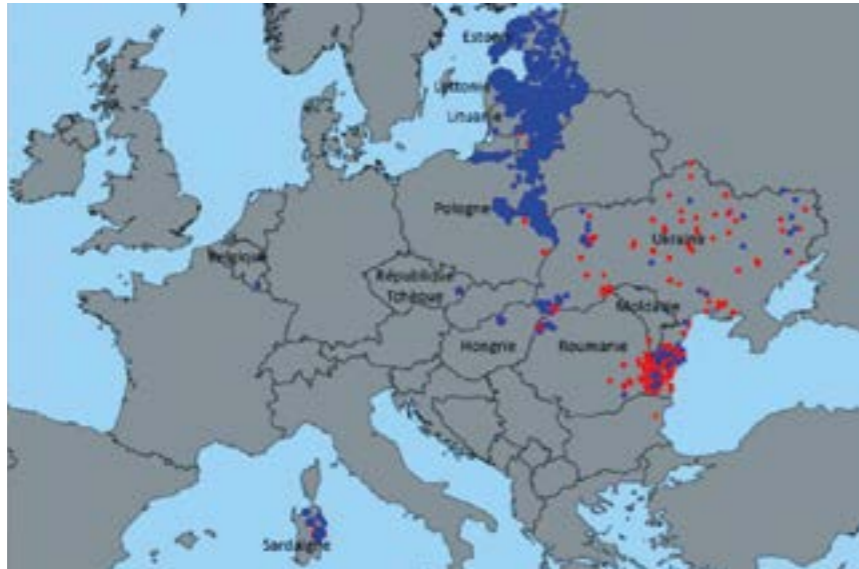 Estonie
Lettonie
Lituanie
Pologne
Ukraine
Belgique
République
Tchèque
Moldavie
Hongrie
Roumanie
Sardaigne